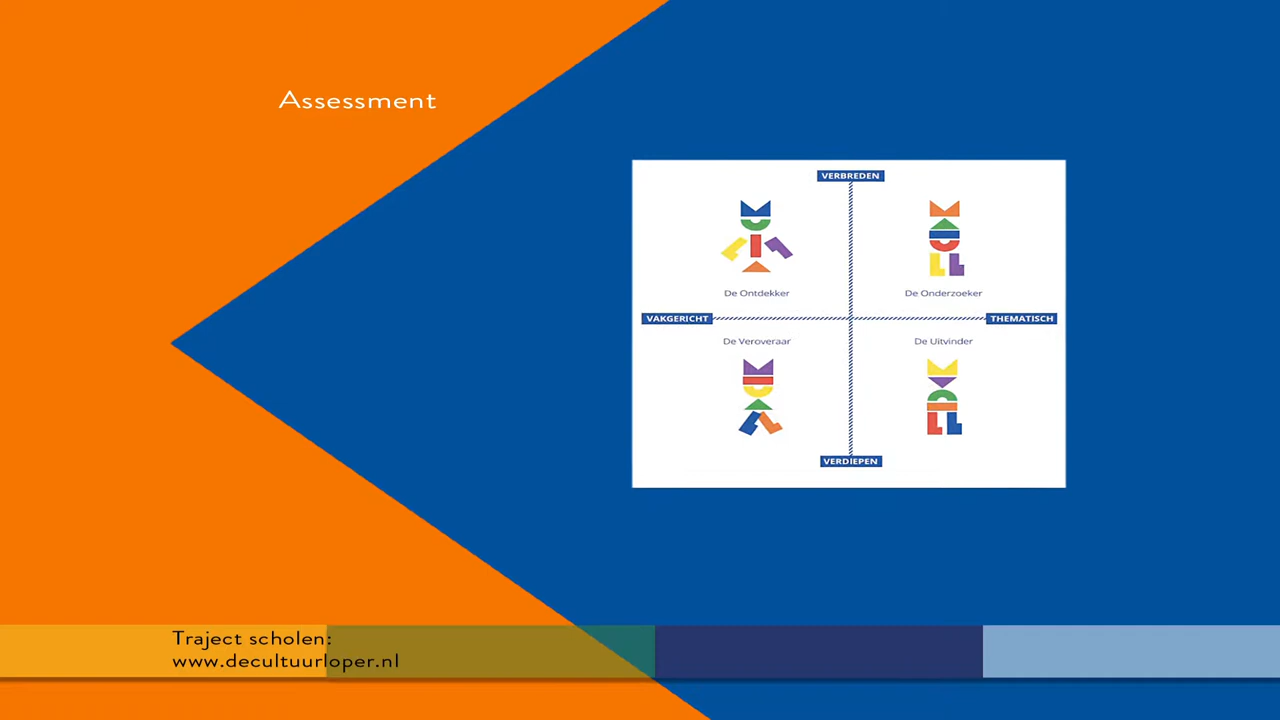 Assessment
VERBREDEN
De Ontdekker
De Onderzoeker
VAKGERICHT
THEMATISCH
De Veroveraar
De Uitvinder
VERDIEPEN
Traject scholen:
www.decultuurloper.nl